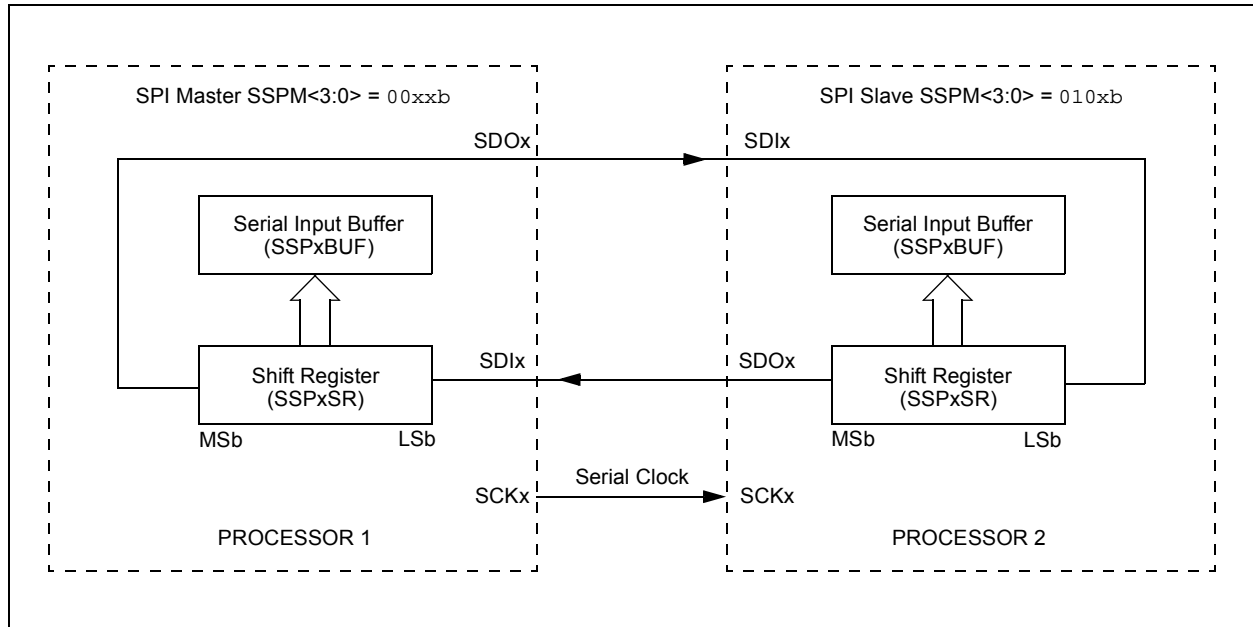 SPI Master SSPM<3:0> = 00xxb
SPI Slave SSPM<3:0> = 010xb
SDOx
SDIx
Serial Input Buffer
(SSPxBUF)
Serial Input Buffer
(SSPxBUF)
SDIx
SDOx
Shift Register
(SSPxSR)
Shift Register
(SSPxSR)
MSb
LSb
MSb
LSb
Serial Clock
SCKx
SCKx
PROCESSOR 1
PROCESSOR 2